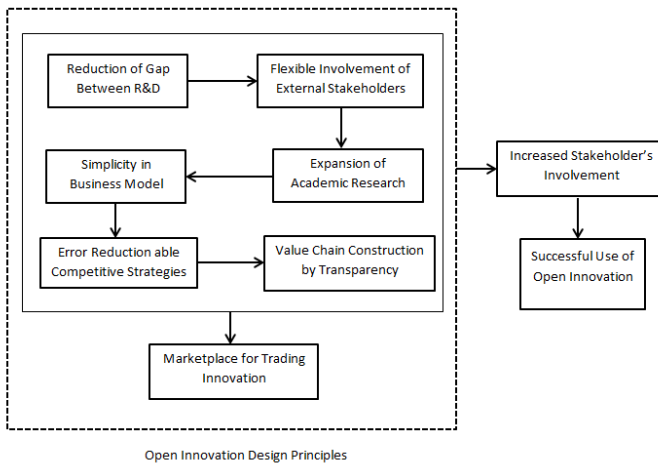 Reduction of Gap
Between R&D
Flexible Involvement of
External Stakeholders
Simplicity in
Business Model
Expansion of
Academic Research
Error Reduction able
Competitive Strategies
Value Chain Construction
by Transparency
Marketplace for Trading
Innovation
Increased Stakeholder's
Involvement
Successful Use of
Open Innovation
Open Innovation Design Principles